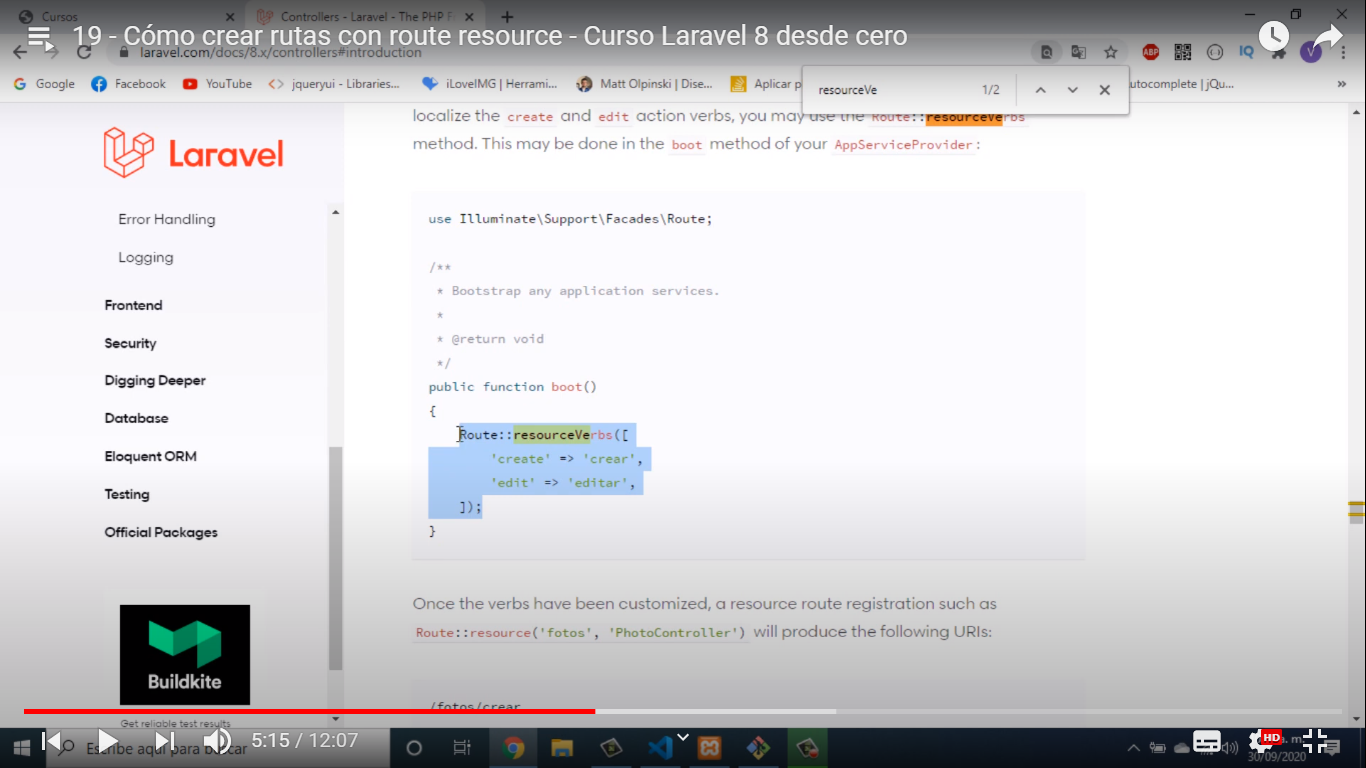 Cursos
Controllers - Laravel - The PHP F
19 - Cómo crear rutas con route resource - Curso Laravel 8 desde cero
laravel.com/docs/8.x/controllers#introduction
ABP
IQ
V
Google
Facebook
YouTube
jqueryui - Libraries...
iLoveIMG | Herrami...
Matt Olpinski | Dise...
Aplicar p
utocomplete | jQu...
resourceVe
1/2
localize the create and edit action verbs, you may use the Route::resourceVerbs
method. This may be done in the boot method of your AppServiceProvider:
Laravel
Error Handling
Logging
Frontend
Security
Digging Deeper
Database
Eloquent ORM
Testing
Official Packages
use Illuminate\Support\Facades\Route;
/**
* Bootstrap any application services.
*
* @return void
*/
public function boot()
{
Route::resourceVerbs([
'create' => 'crear',
'edit' => 'editar',
]);
}
Once the verbs have been customized, a resource route registration such as
Route::resource('fotos', 'PhotoController') will produce the following URIs:
/fotos/crear
Buildkite
Get reliable test results
5:15 / 12:07
Escribe aquí para buscar
HD
30/09/2020